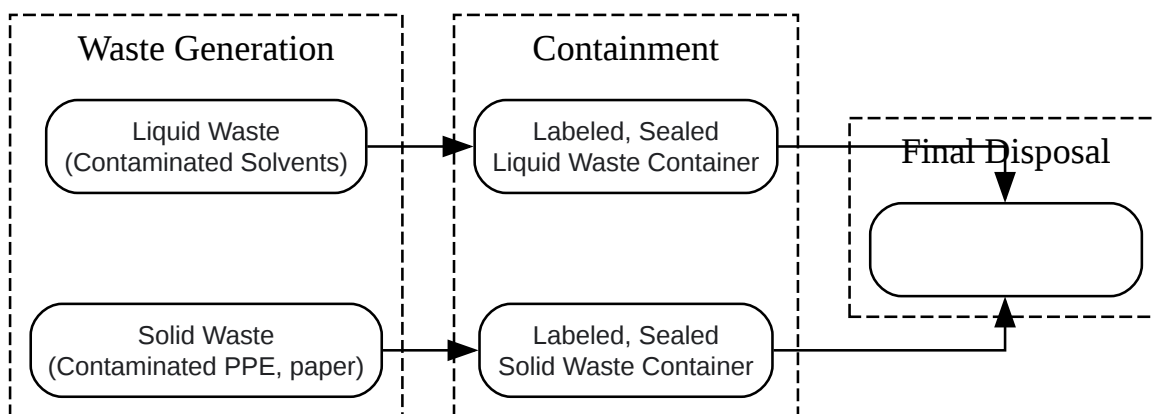 Waste Generation
Containment
Final Disposal
Liquid Waste
(Contaminated Solvents)
Labeled, Sealed
Liquid Waste Container
Solid Waste
(Contaminated PPE, paper)
Labeled, Sealed
Solid Waste Container